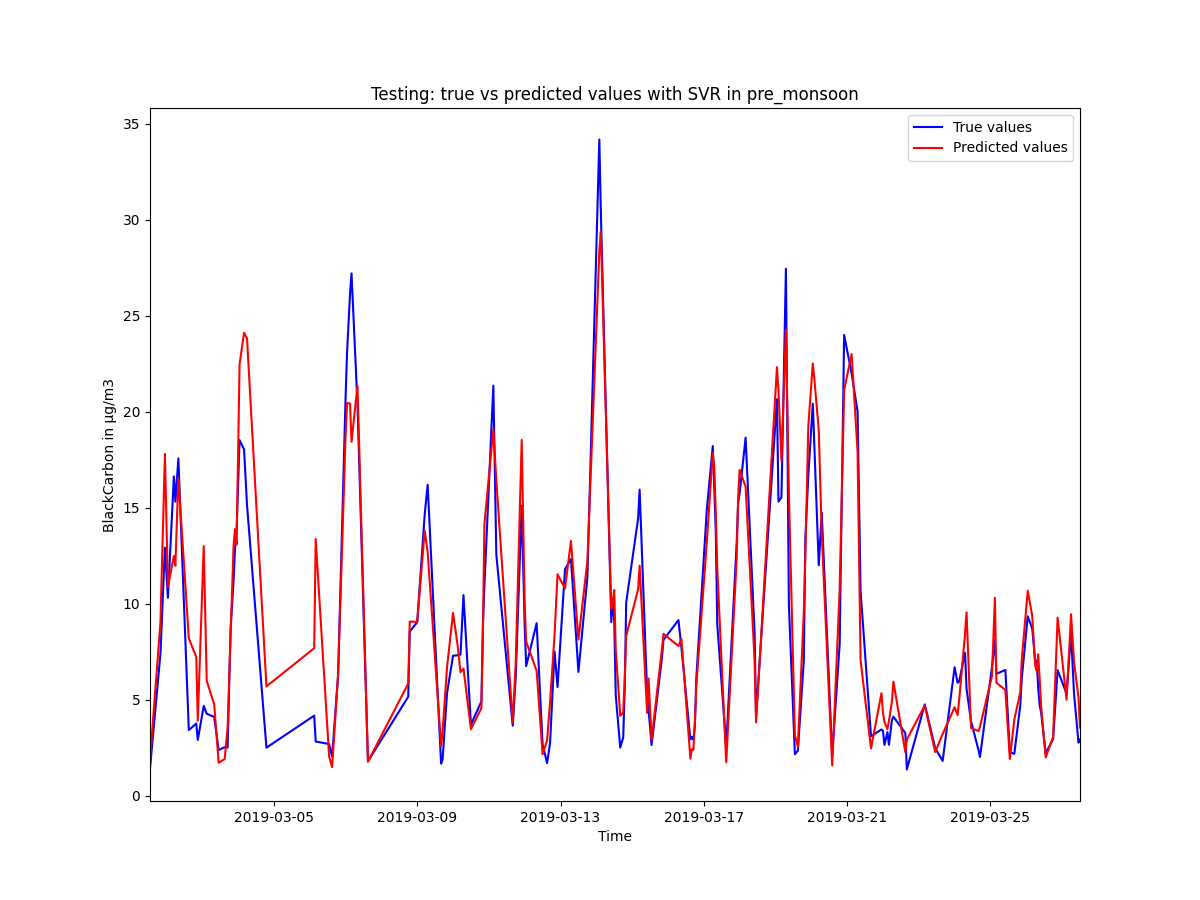 Testing: true vs predicted values with SVR in pre_monsoon
True values
Predicted values
BlackCarbon in µg/m3
35
30
25
20
15
10
5
0
2019-03-05 2019-03-09 2019-03-13 2019-03-17 2019-03-21 2019-03-25
Time